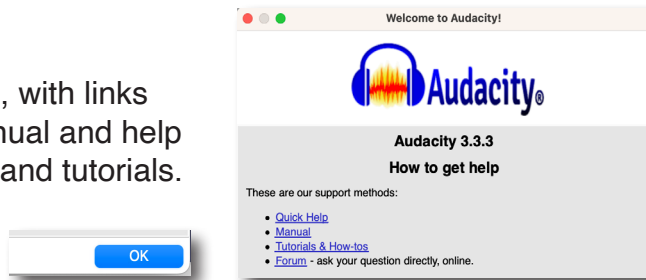 , with links
nual and help
and tutorials.
OK
Welcome to Audacity!
Audacity®
Audacity 3.3.3
How to get help
These are our support methods:
• Quick Help
• Manual
• Tutorials & How-tos
• Forum - ask your question directly, online.